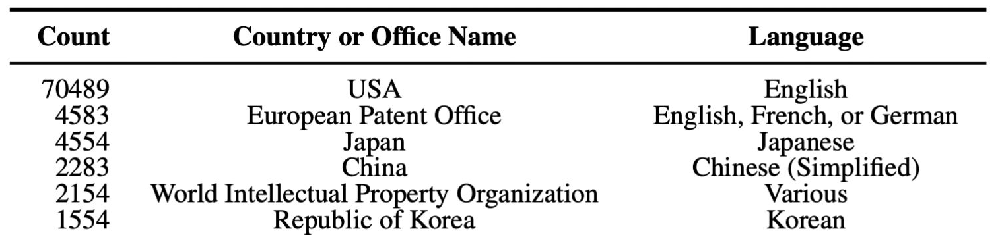 Count Country or Office Name Language
70489 USA English
4583 European Patent Office English, French, or German
4554 Japan Japanese
2283 China Chinese (Simplified)
2154 World Intellectual Property Organization Various
1554 Republic of Korea Korean